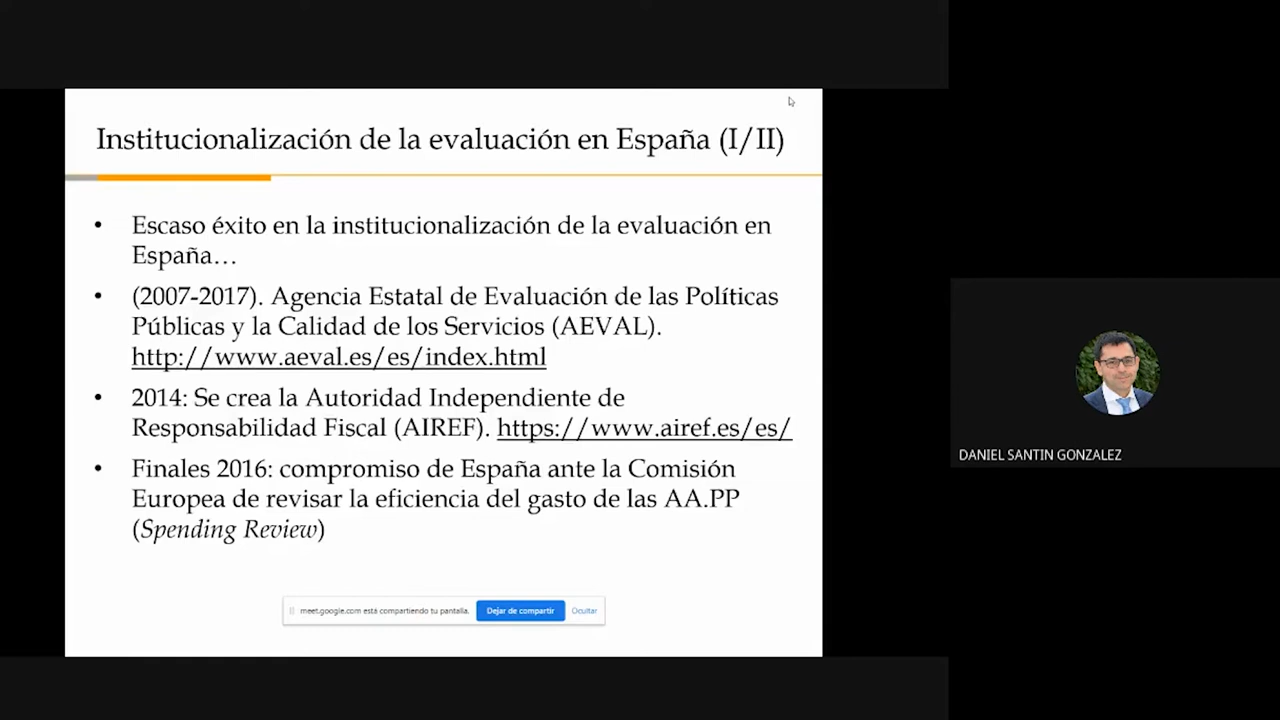 Institucionalización de la evaluación en España (I/II)
• Escaso éxito en la institucionalización de la evaluación en
España…
• (2007-2017). Agencia Estatal de Evaluación de las Políticas
Públicas y la Calidad de los Servicios (AEVAL).
http://www.aeval.es/es/index.html
• 2014: Se crea la Autoridad Independiente de
Responsabilidad Fiscal (AIREF). https://www.airef.es/es/
• Finales 2016: compromiso de España ante la Comisión
Europea de revisar la eficiencia del gasto de las AA.PP
(Spending Review)
meet.google.com está compartiendo tu pantalla. Dejar de compartir Ocultar
DANIEL SANTIN GONZALEZ